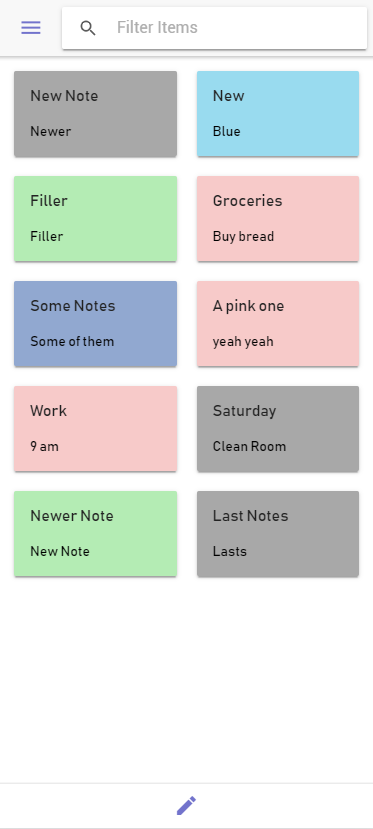 Filter Items
New Note
Newer
New
Blue
Filler
Filler
Groceries
Buy bread
Some Notes
Some of them
A pink one
yeah yeah
Work
9 am
Saturday
Clean Room
Newer Note
New Note
Last Notes
Lasts